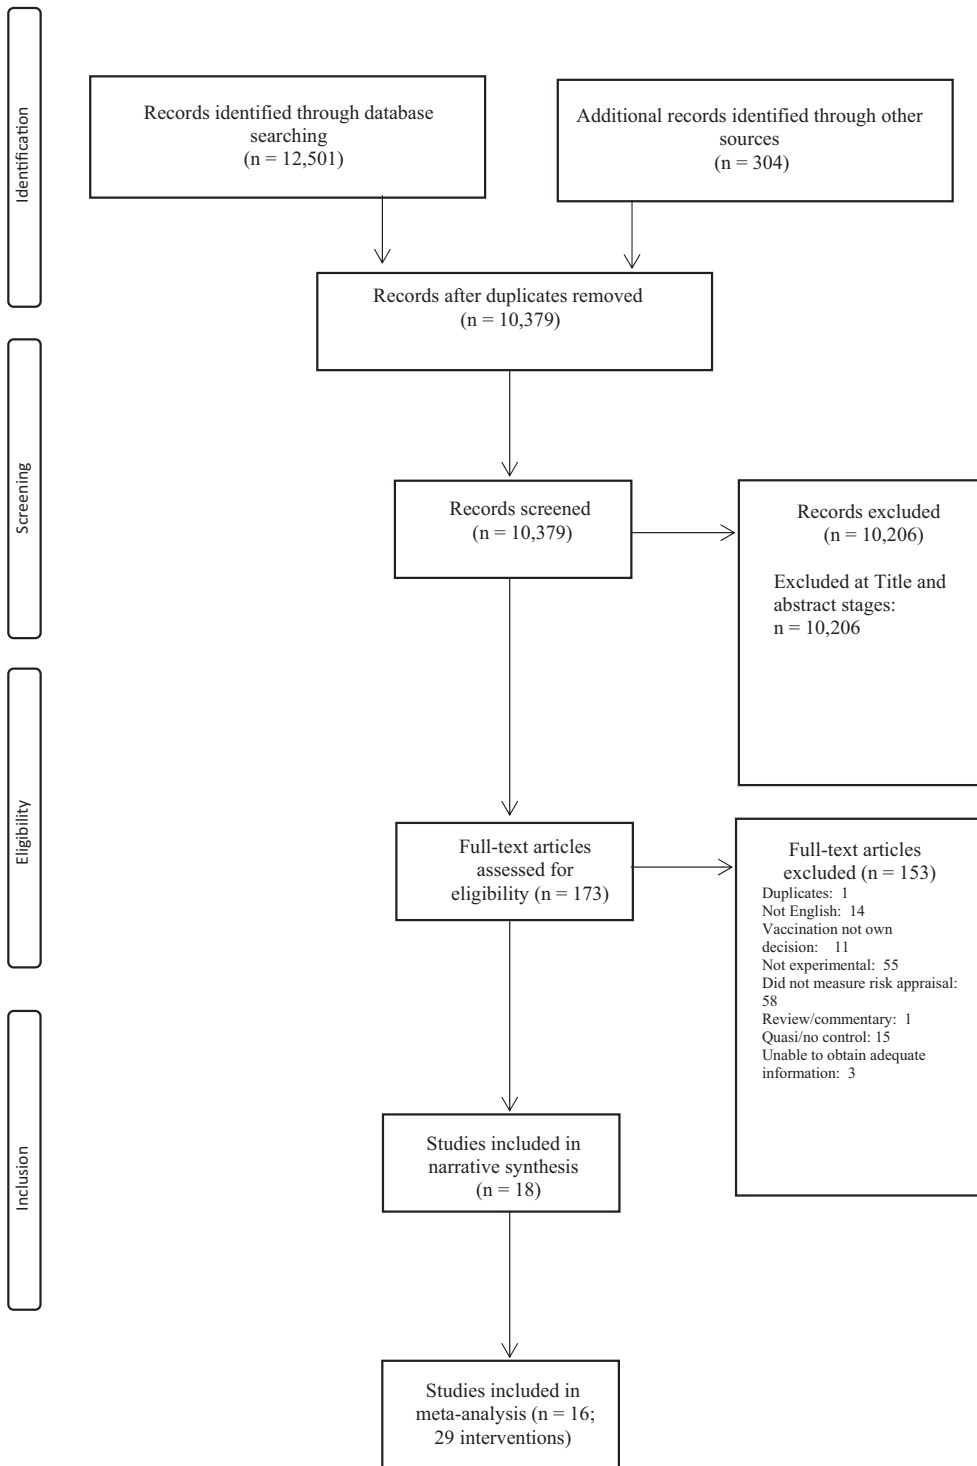 Identification
Records identified through database
searching
(n = 12,501)
Additional records identified through other
sources
(n = 304)
Records after duplicates removed
(n = 10,379)
Screening
Records screened
(n = 10,379)
Records excluded
(n = 10,206)
Excluded at Title and
abstract stages:
n = 10,206
Eligibility
Full-text articles
assessed for
eligibility (n = 173)
Full-text articles
excluded (n = 153)
Duplicates: 1
Not English: 14
Vaccination not own
decision: 11
Not experimental: 55
Did not measure risk appraisal:
58
Review/commentary: 1
Quasi/no control: 15
Unable to obtain adequate
information: 3
Inclusion
Studies included in
narrative synthesis
(n = 18)
Studies included in
meta-analysis (n = 16;
29 interventions)